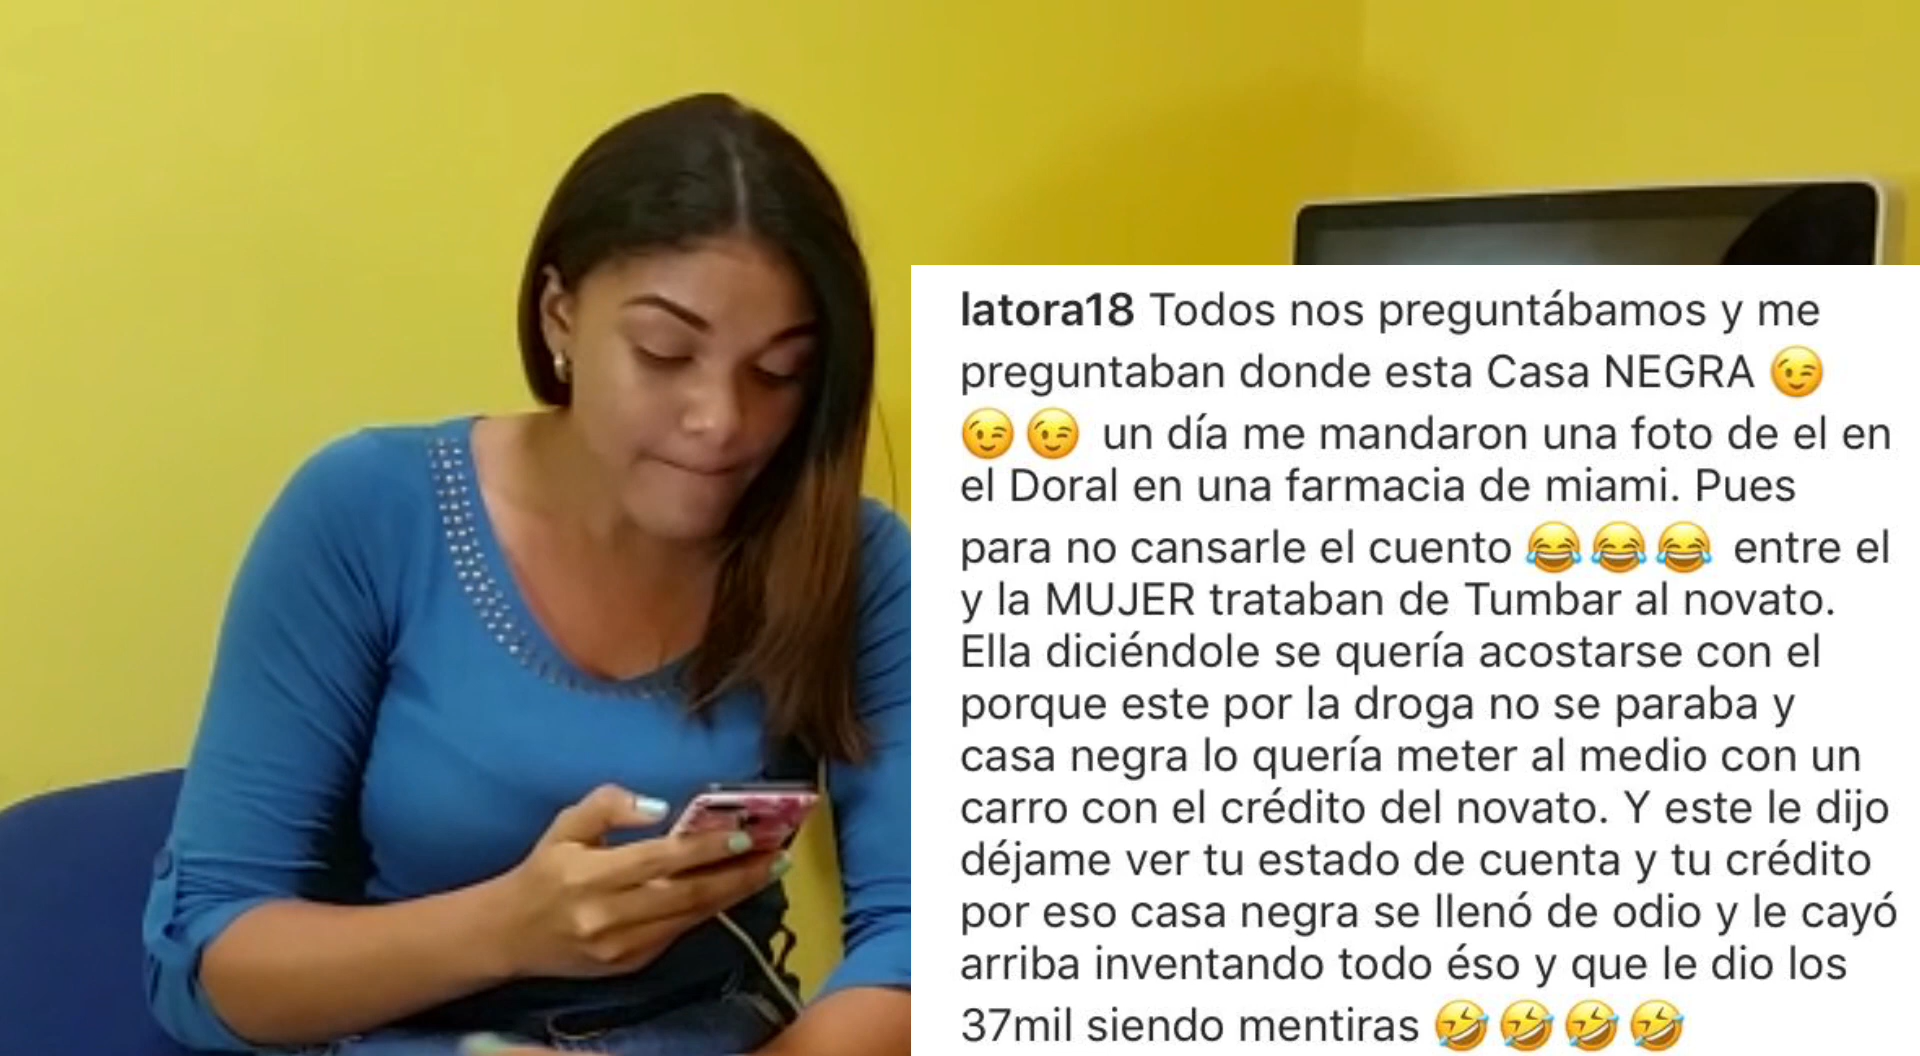 latora18 Todos nos preguntábamos y me
preguntaban donde esta Casa NEGRA 😉
😉😉 un día me mandaron una foto de el en
el Doral en una farmacia de miami. Pues
para no cansarle el cuento 😂😂😂 entre el
y la MUJER trataban de Tumbar al novato.
Ella diciéndole se quería acostarse con el
porque este por la droga no se paraba y
casa negra lo quería meter al medio con un
carro con el crédito del novato. Y este le dijo
déjame ver tu estado de cuenta y tu crédito
por eso casa negra se llenó de odio y le cayó
arriba inventando todo éso y que le dio los
37mil siendo mentiras 🤣🤣🤣🤣